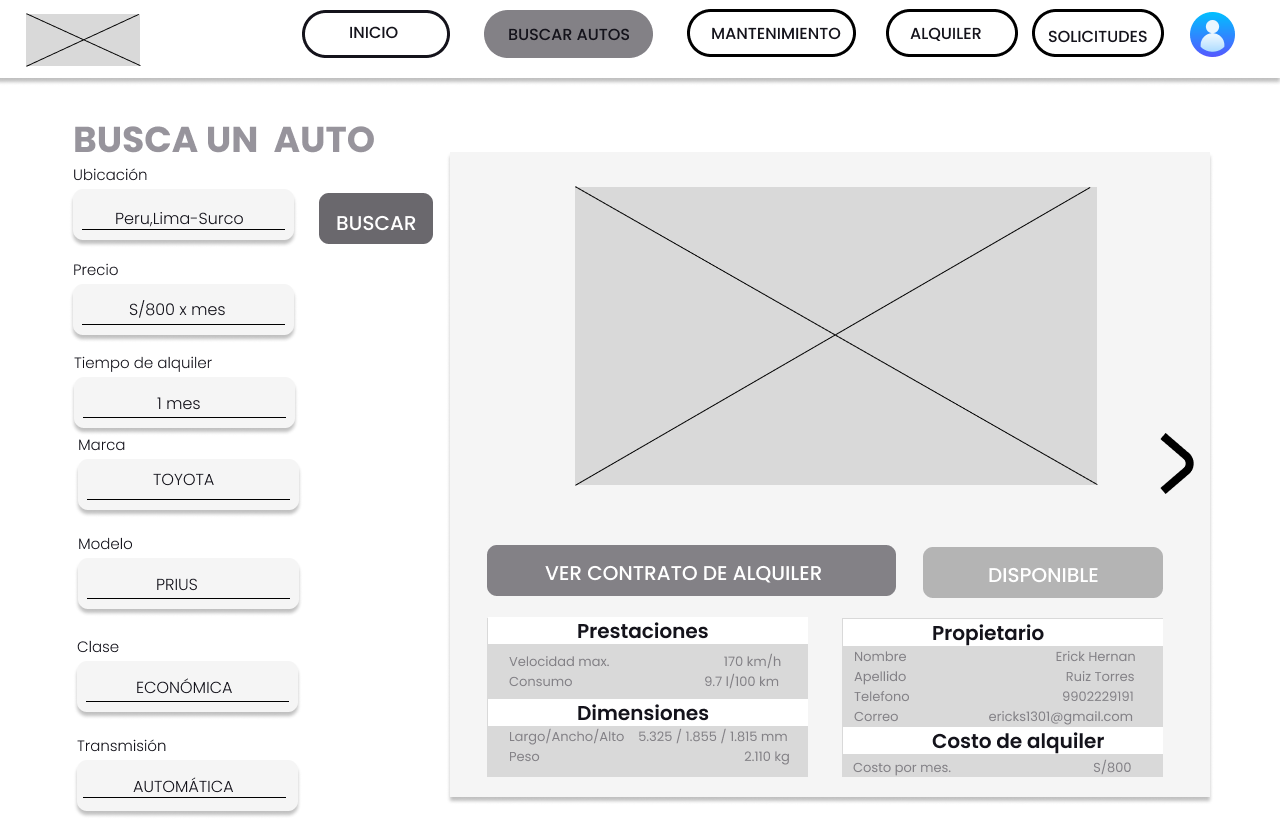 INICIO
BUSCAR AUTOS
MANTENIMIENTO
ALQUILER
SOLICITUDES
BUSCA UN AUTO
Ubicación
Peru,Lima-Surco
BUSCAR
Precio
S/800 x mes
Tiempo de alquiler
1 mes
Marca
TOYOTA
Modelo
PRIUS
Clase
ECONÓMICA
Transmisión
AUTOMÁTICA
VER CONTRATO DE ALQUILER
DISPONIBLE
Prestaciones
Velocidad max. 170 km/h
Consumo 9.7 l/100 km
Dimensiones
Largo/Ancho/Alto 5.325 / 1.855 / 1.815 mm
Peso 2.110 kg
Propietario
Nombre Erick Hernan
Apellido Ruiz Torres
Telefono 9902229191
Correo ericks1301@gmail.com
Costo de alquiler
Costo por mes. S/800